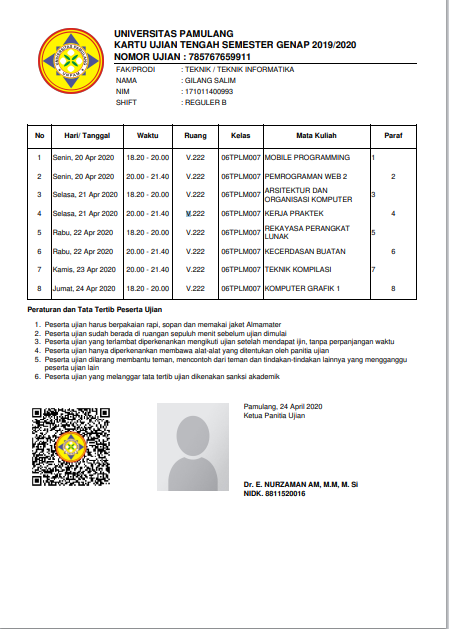 UNIVERSITAS PAMULANG
KARTU UJIAN TENGAH SEMESTER GENAP 2019/2020
NOMOR UJIAN : 785767659911
FAK/PRODI : TEKNIK / TEKNIK INFORMATIKA
NAMA : GILANG SALIM
NIM : 171011400993
SHIFT : REGULER B
No Hari/ Tanggal Waktu Ruang Kelas Mata Kuliah Paraf
1 Senin, 20 Apr 2020 18.20 - 20.00 V.222 06TPLM007 MOBILE PROGRAMMING 1
2 Senin, 20 Apr 2020 20.00 - 21.40 V.222 06TPLM007 PEMROGRAMAN WEB 2 2
3 Selasa, 21 Apr 2020 18.20 - 20.00 V.222 06TPLM007 ARSITEKTUR DAN ORGANISASI KOMPUTER 3
4 Selasa, 21 Apr 2020 20.00 - 21.40 V.222 06TPLM007 KERJA PRAKTEK 4
5 Rabu, 22 Apr 2020 18.20 - 20.00 V.222 06TPLM007 REKAYASA PERANGKAT LUNAK 5
6 Rabu, 22 Apr 2020 20.00 - 21.40 V.222 06TPLM007 KECERDASAN BUATAN 6
7 Kamis, 23 Apr 2020 20.00 - 21.40 V.222 06TPLM007 TEKNIK KOMPILASI 7
8 Jumat, 24 Apr 2020 18.20 - 20.00 V.222 06TPLM007 KOMPUTER GRAFIK 1 8
Peraturan dan Tata Tertib Peserta Ujian
1. Peserta ujian harus berpakaian rapi, sopan dan memakai jaket Almamater
2. Peserta ujian sudah berada di ruangan sepuluh menit sebelum ujian dimulai
3. Peserta ujian yang terlambat diperkenankan mengikuti ujian setelah mendapat ijin, tanpa perpanjangan waktu
4. Peserta ujian hanya diperkenankan membawa alat-alat yang ditentukan oleh panitia ujian
5. Peserta ujian dilarang membantu teman, mencontoh dari teman dan tindakan-tindakan lainnya yang mengganggu
peserta ujian lain
6. Peserta ujian yang melanggar tata tertib ujian dikenakan sanksi akademik
Pamulang, 24 April 2020
Ketua Panitia Ujian
Dr. E. NURZAMAN AM, M.M, M. Si
NIDK. 8811520016